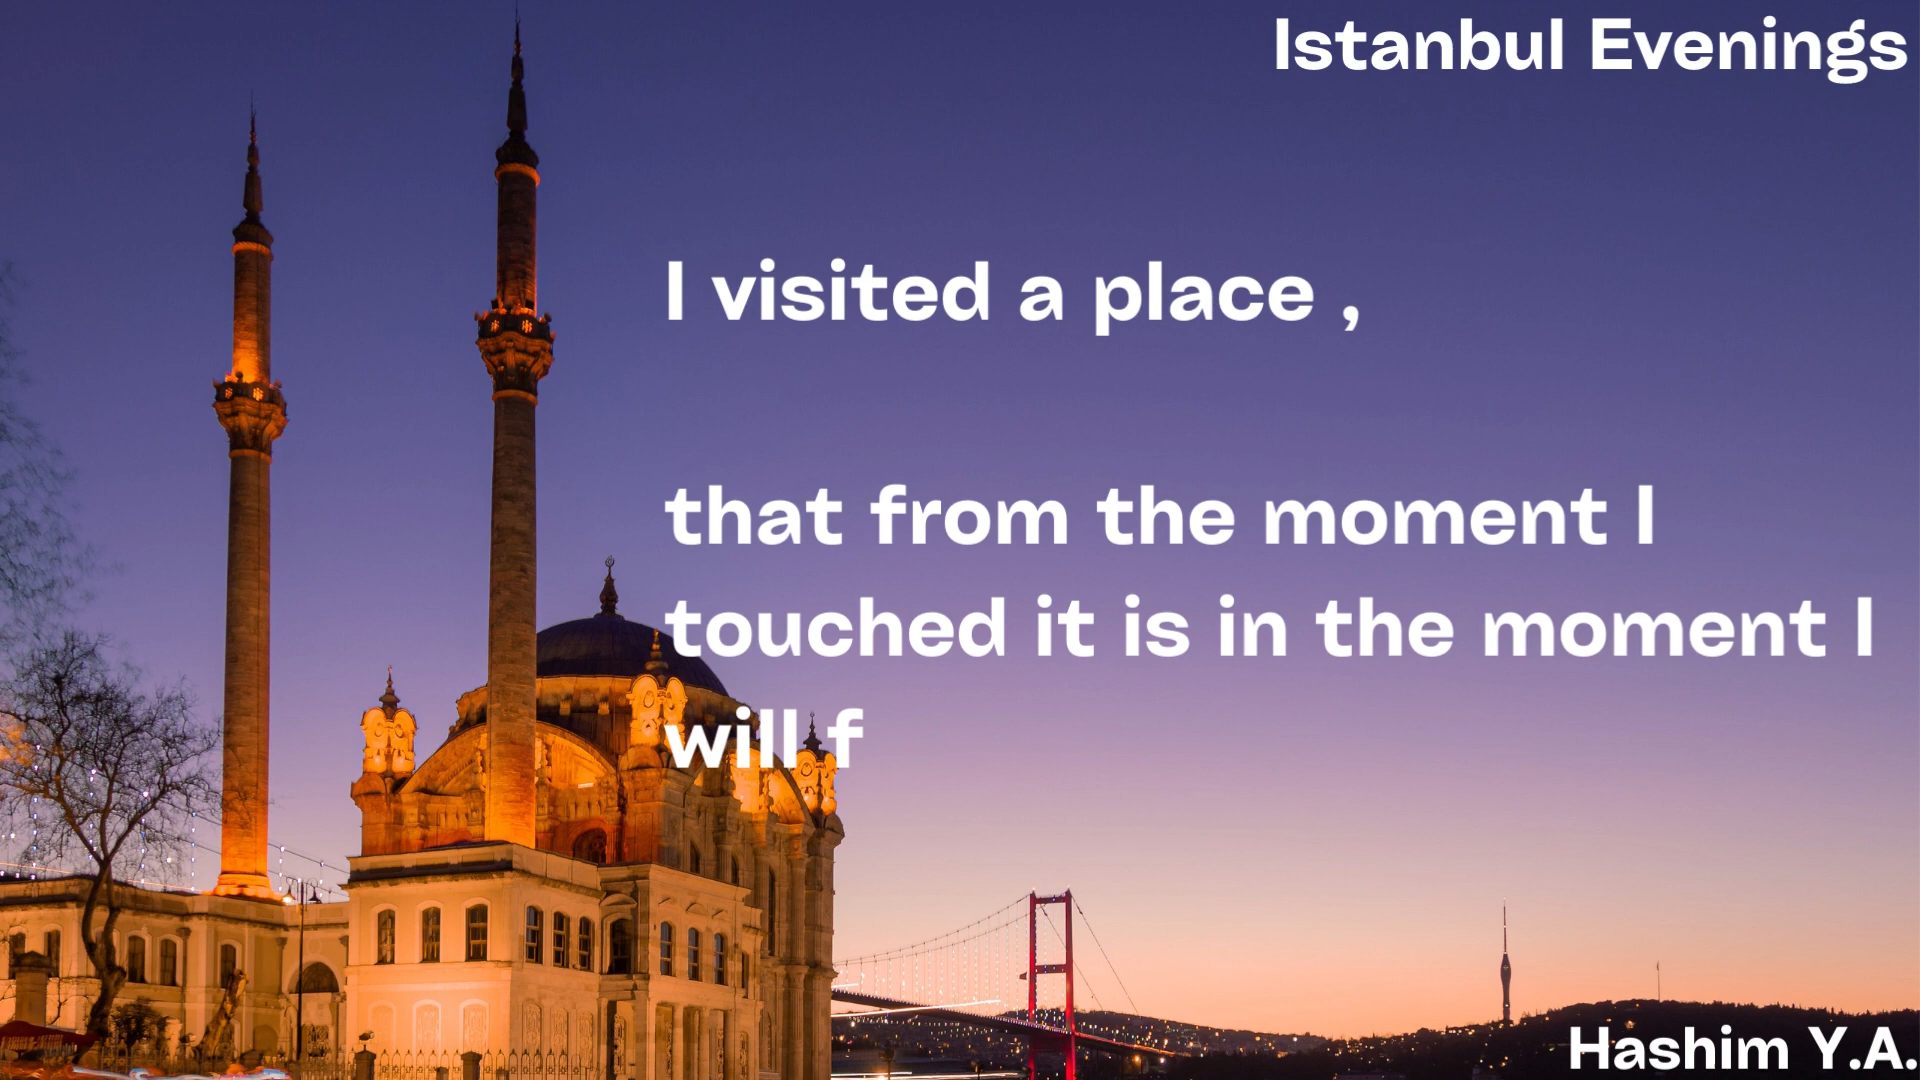 Istanbul Evenings
I visited a place ,
that from the moment I
touched it is in the moment I
will f
Hashim Y.A.